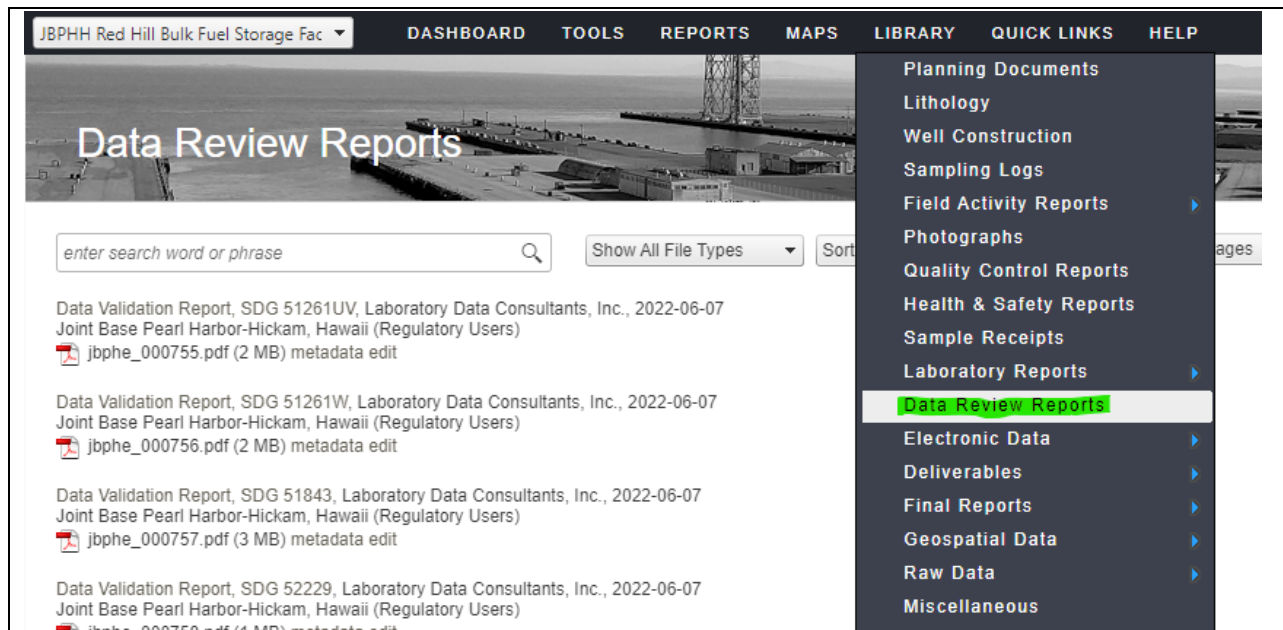 JBPHH Red Hill Bulk Fuel Storage Fac DASHBOARD TOOLS REPORTS MAPS LIBRARY QUICK LINKS HELP
Data Review Reports
enter search word or phrase
Show All File Types
Sort
ages
Data Validation Report, SDG 51261UV, Laboratory Data Consultants, Inc., 2022-06-07
Joint Base Pearl Harbor-Hickam, Hawaii (Regulatory Users)
jbphe_000755.pdf (2 MB) metadata edit
Data Validation Report, SDG 51261W, Laboratory Data Consultants, Inc., 2022-06-07
Joint Base Pearl Harbor-Hickam, Hawaii (Regulatory Users)
jbphe_000756.pdf (2 MB) metadata edit
Data Validation Report, SDG 51843, Laboratory Data Consultants, Inc., 2022-06-07
Joint Base Pearl Harbor-Hickam, Hawaii (Regulatory Users)
jbphe_000757.pdf (3 MB) metadata edit
Data Validation Report, SDG 52229, Laboratory Data Consultants, Inc., 2022-06-07
Joint Base Pearl Harbor-Hickam, Hawaii (Regulatory Users)
jbphe_000758.pdf (1 MB) metadata edit
Planning Documents
Lithology
Well Construction
Sampling Logs
Field Activity Reports
Photographs
Quality Control Reports
Health & Safety Reports
Sample Receipts
Laboratory Reports
Data Review Reports
Electronic Data
Deliverables
Final Reports
Geospatial Data
Raw Data
Miscellaneous